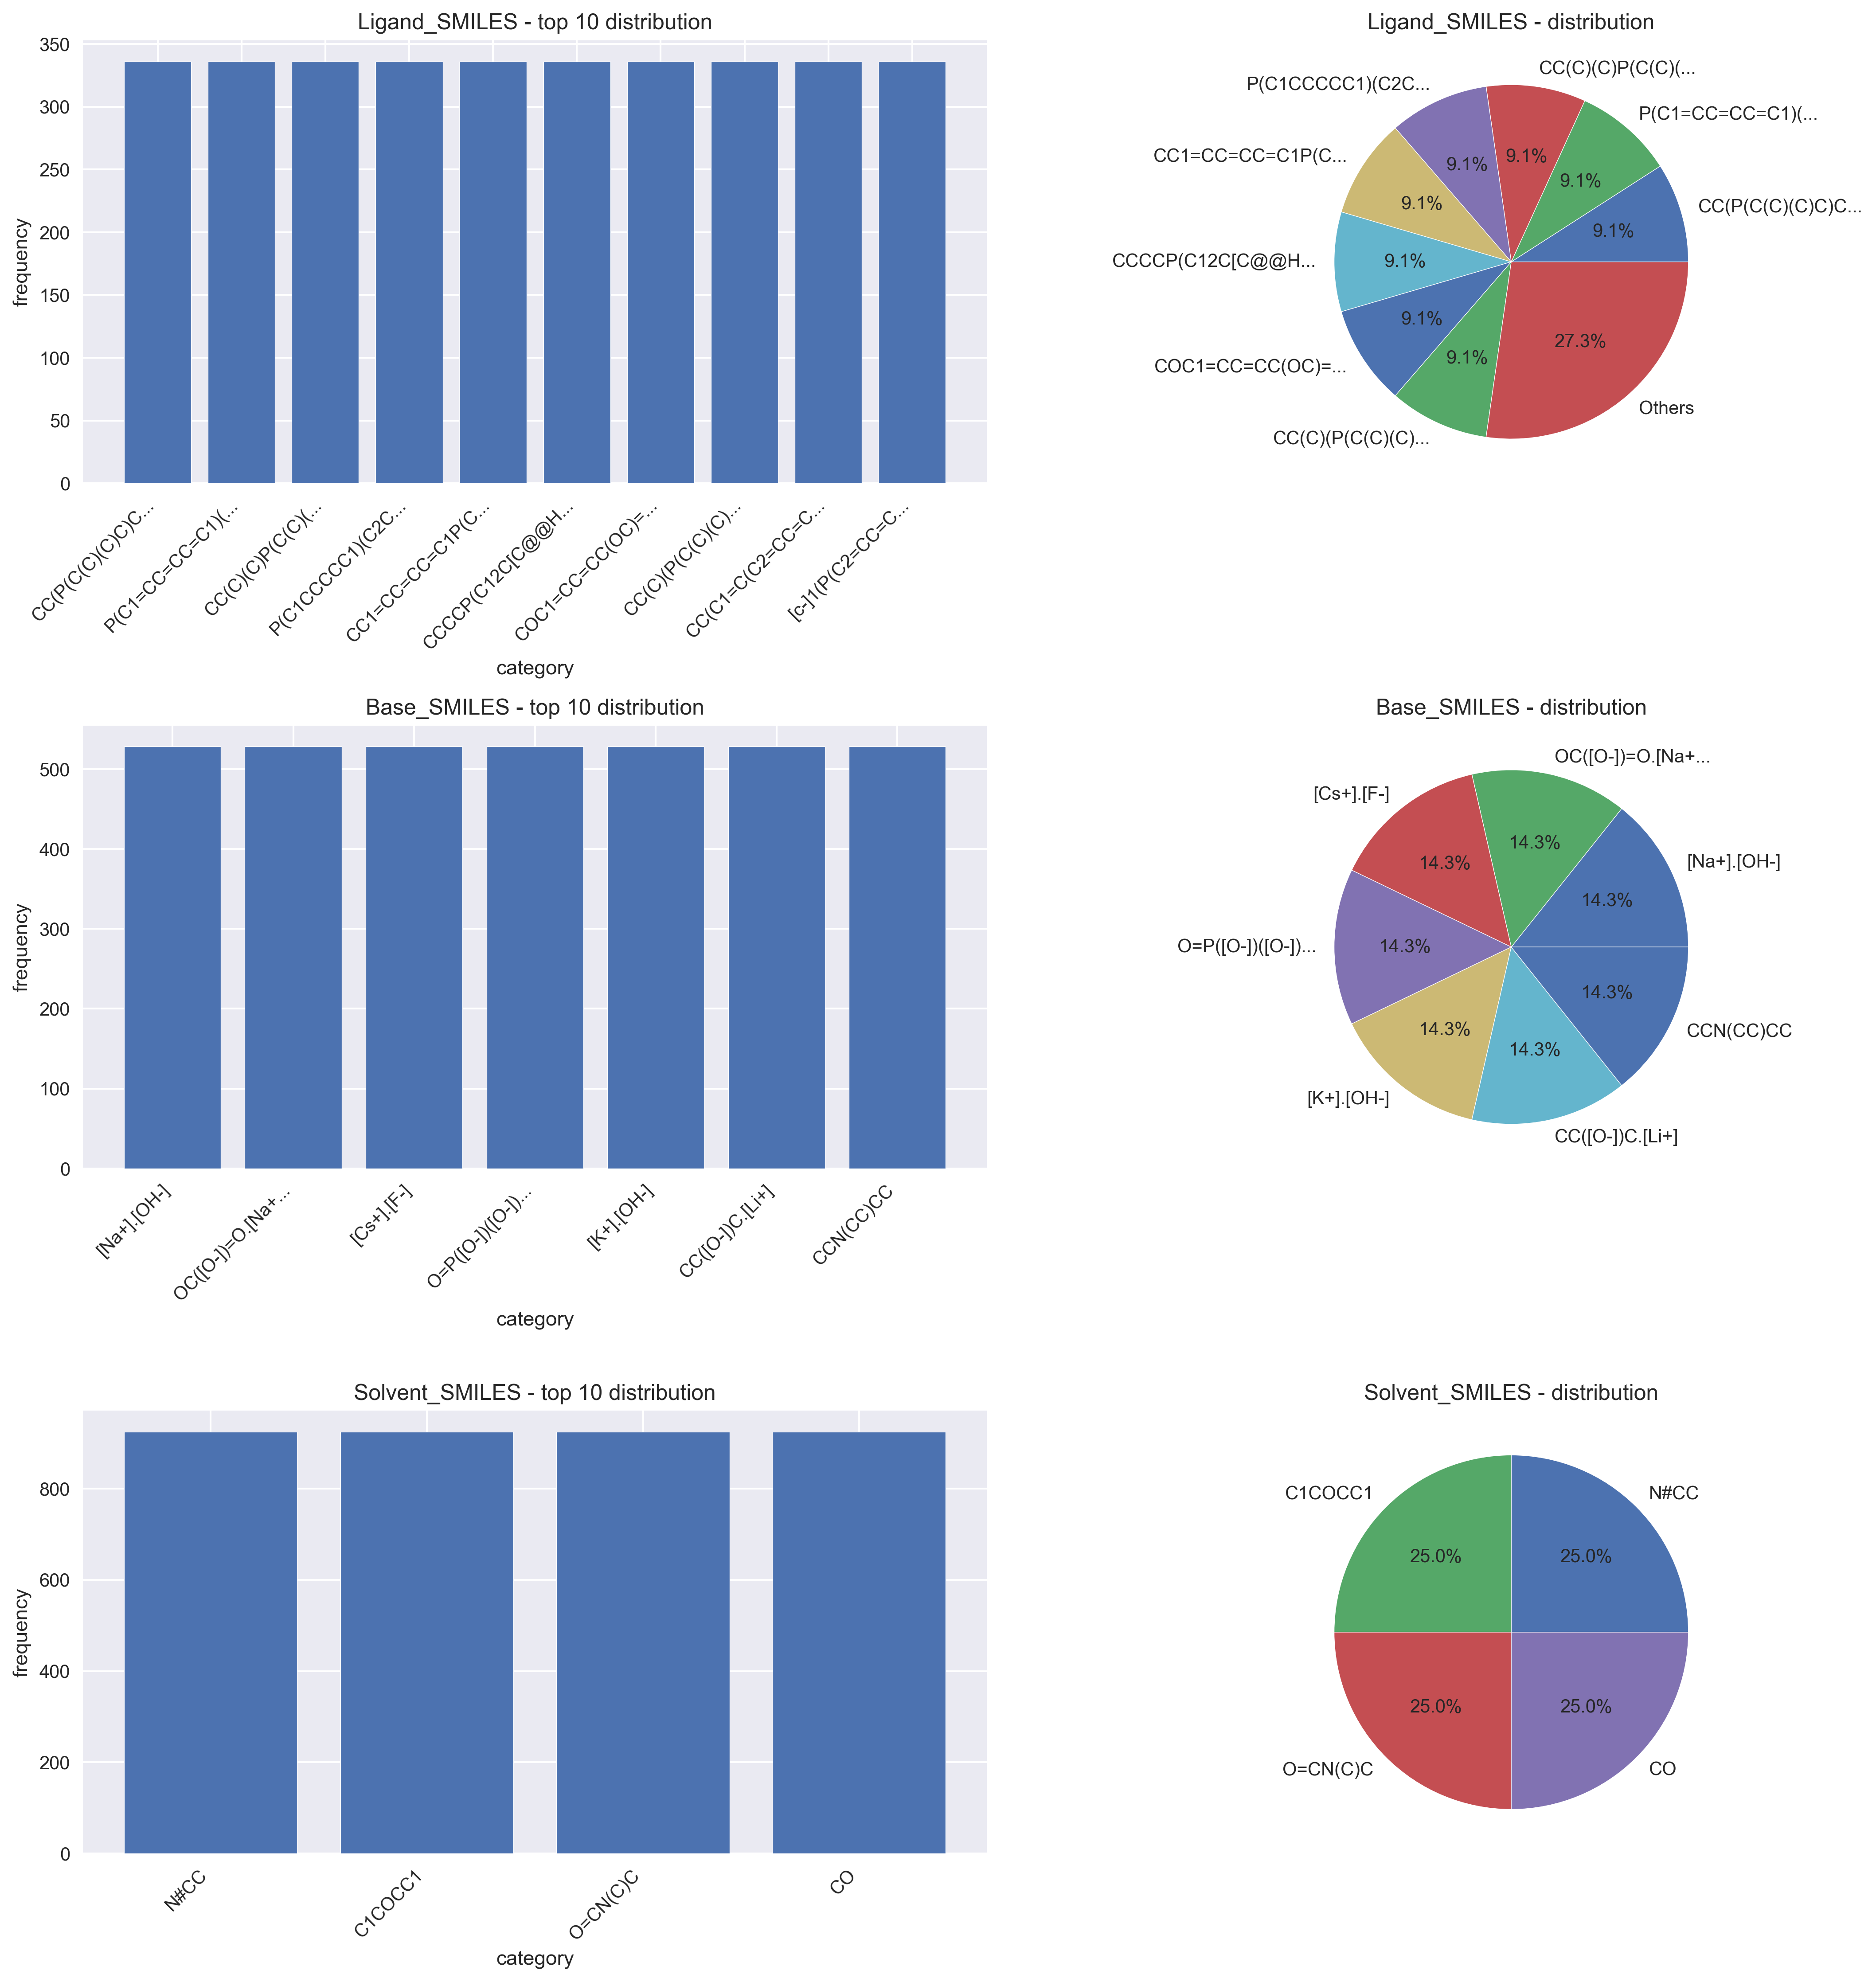 Ligand_SMILES - top 10 distribution
350
300
250
200
150
100
50
0
frequency
CC(P(C(C)(C)C)C...
P(C1=CC=CC=C1)(...
CC(C)(C)P(C(C)(...
P(C1CCCCC1)(C2C...
CC1=CC=CC=C1P(C...
CCCCP(C12C[C@@H...
COC1=CC=CC(OC)=...
CC(C)(P(C(C)(C)...
CC(C1=C(C2=CC=C...
[c-]1(P(C2=CC=C...
category
Ligand_SMILES - distribution
CC(C)(C)P(C(C)(...
P(C1CCCCC1)(C2C...
P(C1=CC=CC=C1)(...
CC1=CC=CC=C1P(C...
CC(P(C(C)(C)C)C...
CCCCP(C12C[C@@H...
COC1=CC=CC(OC)=...
CC(C)(P(C(C)(C)...
Others
9.1%
9.1%
9.1%
9.1%
9.1%
9.1%
9.1%
9.1%
27.3%
Base_SMILES - top 10 distribution
500
400
300
200
100
0
frequency
[Na+].[OH-]
OC([O-])=O.[Na+...
[Cs+].[F-]
O=P([O-])([O-])...
[K+].[OH-]
CC([O-])C.[Li+]
CCN(CC)CC
category
Base_SMILES - distribution
OC([O-])=O.[Na+...
[Cs+].[F-]
[Na+].[OH-]
O=P([O-])([O-])...
CCN(CC)CC
[K+].[OH-]
CC([O-])C.[Li+]
14.3%
14.3%
14.3%
14.3%
14.3%
14.3%
14.3%
Solvent_SMILES - top 10 distribution
800
600
400
200
0
frequency
N#CC
C1COCC1
O=CN(C)C
CO
category
Solvent_SMILES - distribution
C1COCC1
N#CC
25.0%
25.0%
25.0%
25.0%
O=CN(C)C
CO